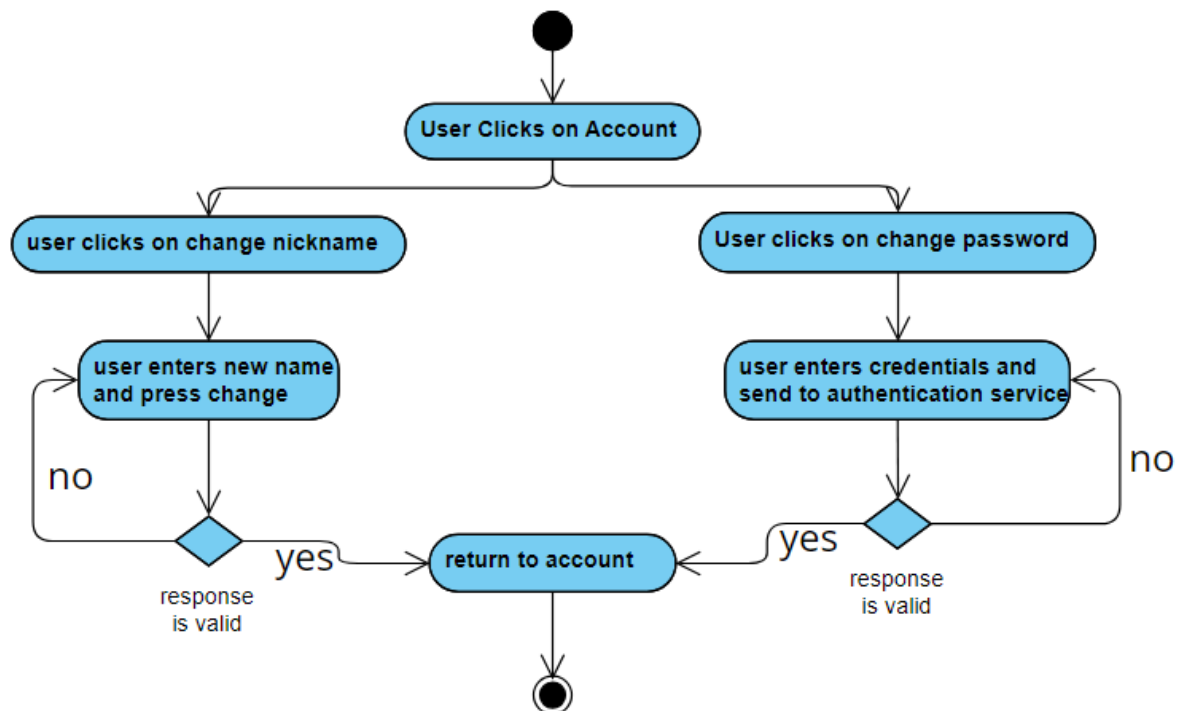 User Clicks on Account
user clicks on change nickname
User clicks on change password
user enters new name
and press change
user enters credentials and
send to authentication service
no
no
yes
return to account
yes
response
is valid
response
is valid